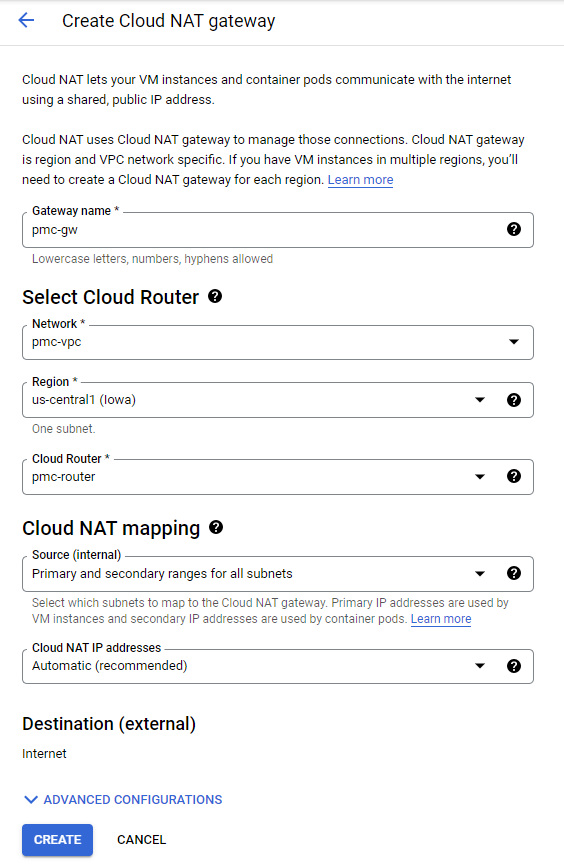 Create Cloud NAT gateway
Cloud NAT lets your VM instances and container pods communicate with the internet
using a shared, public IP address.
Cloud NAT uses Cloud NAT gateway to manage those connections. Cloud NAT gateway
is region and VPC network specific. If you have VM instances in multiple regions, you'll
need to create a Cloud NAT gateway for each region. Learn more
Gateway name *
pmc-gw
Lowercase letters, numbers, hyphens allowed
Select Cloud Router
Network *
pmc-vpc
Region *
us-central1 (Iowa)
One subnet.
Cloud Router *
pmc-router
Cloud NAT mapping
Source (internal)
Primary and secondary ranges for all subnets
Select which subnets to map to the Cloud NAT gateway. Primary IP addresses are used by
VM instances and secondary IP addresses are used by container pods. Learn more
Cloud NAT IP addresses
Automatic (recommended)
Destination (external)
Internet
ADVANCED CONFIGURATIONS
CREATE CANCEL